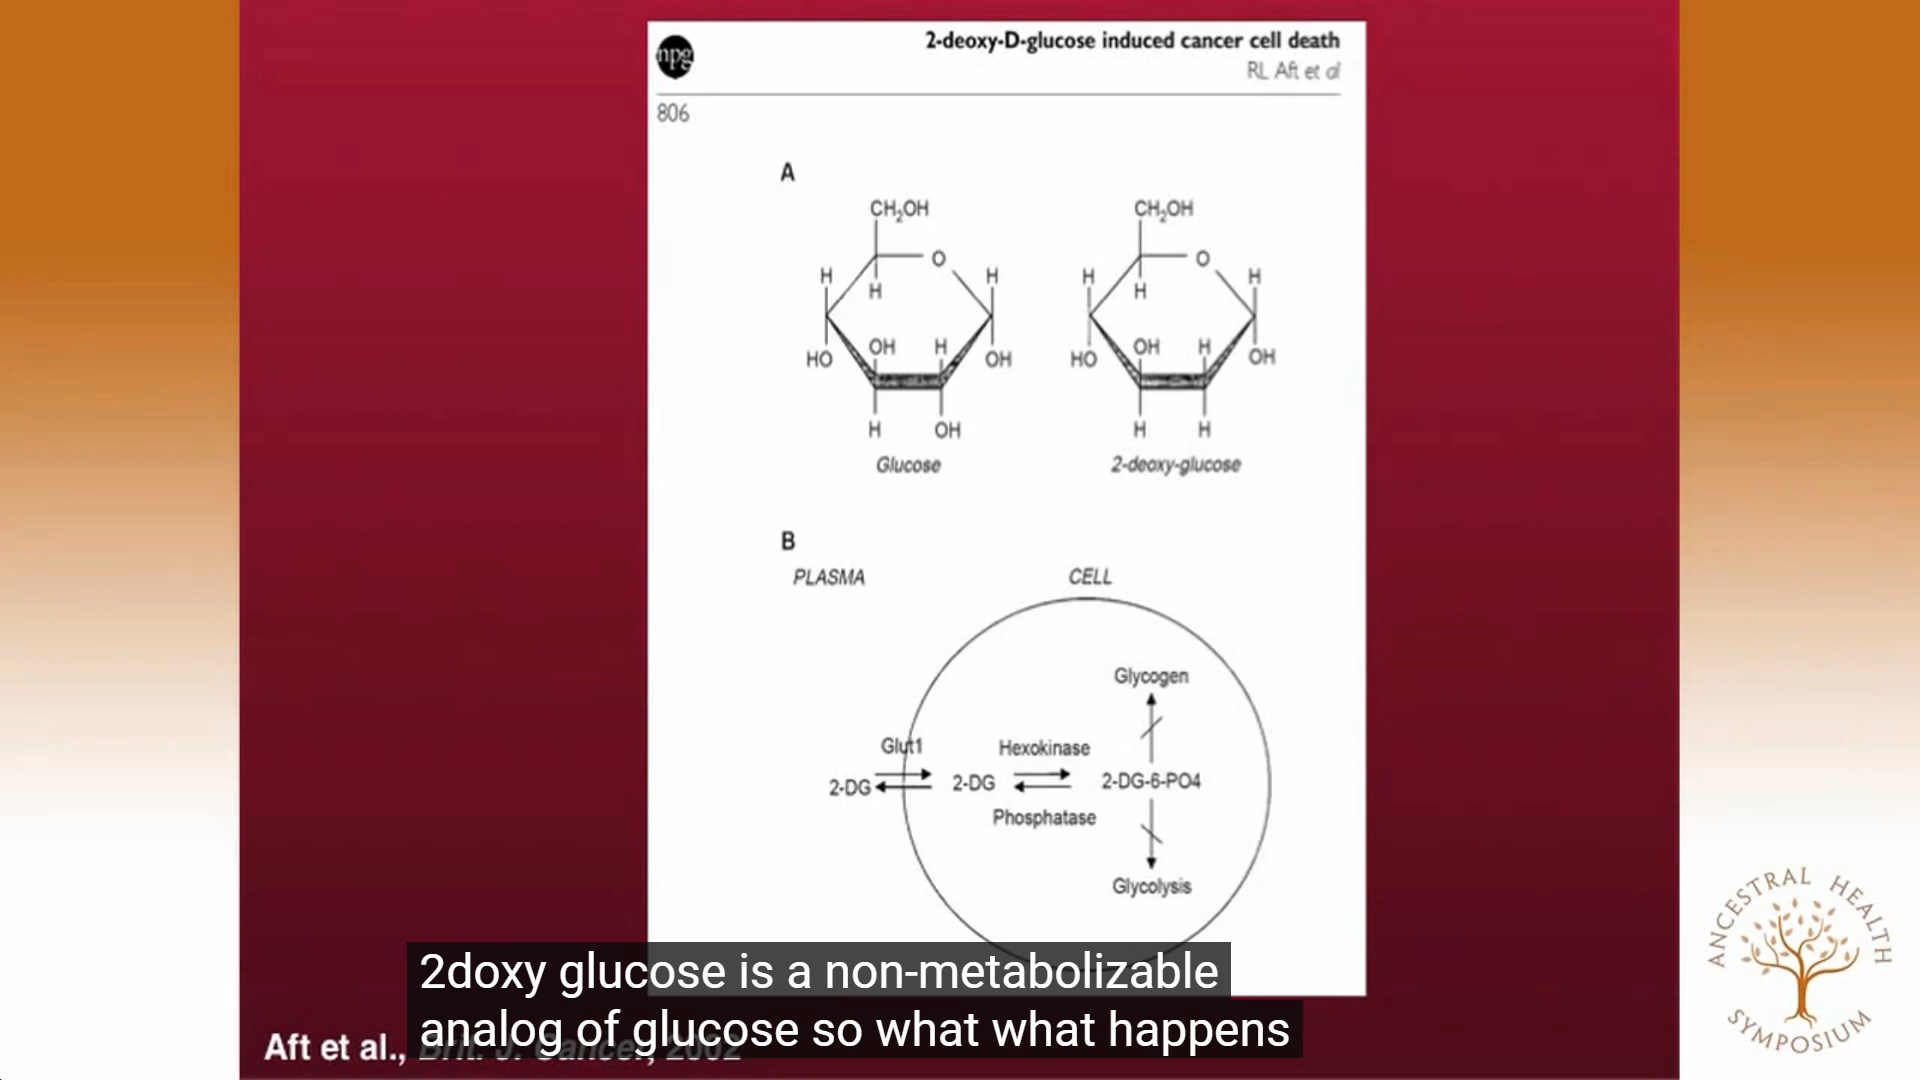 npg
2-deoxy-D-glucose induced cancer cell death
RL Aft et al
806
A
CH2OH
O
H
H
H
OH
H
HO
OH
H
OH
Glucose
CH2OH
O
H
H
H
OH
H
HO
OH
H
H
2-deoxy-glucose
B
PLASMA
CELL
Glycogen
Glut1
Hexokinase
2-DG
2-DG
2-DG-6-PO4
Phosphatase
Glycolysis
2doxy glucose is a non-metabolizable
analog of glucose so what what happens
Aft et al., Brit. J. Cancer, 2002
ANCESTRAL HEALTH
SYMPOSIUM